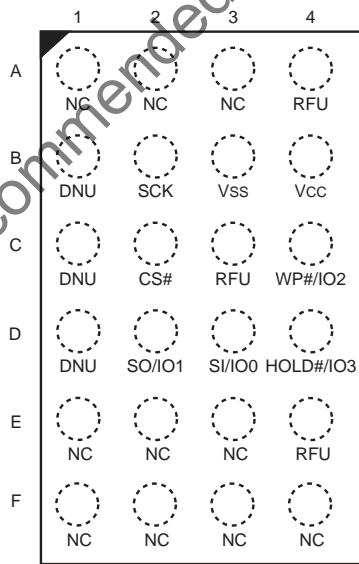 1 2 3 4
A
NC NC NC RFU
B
DNU SCK VSS VCC
C
DNU CS# RFU WP#/IO2
D
DNU SO/IO1 SI/IO0 HOLD#/IO3
E
NC NC NC RFU
F
NC NC NC NC
commended